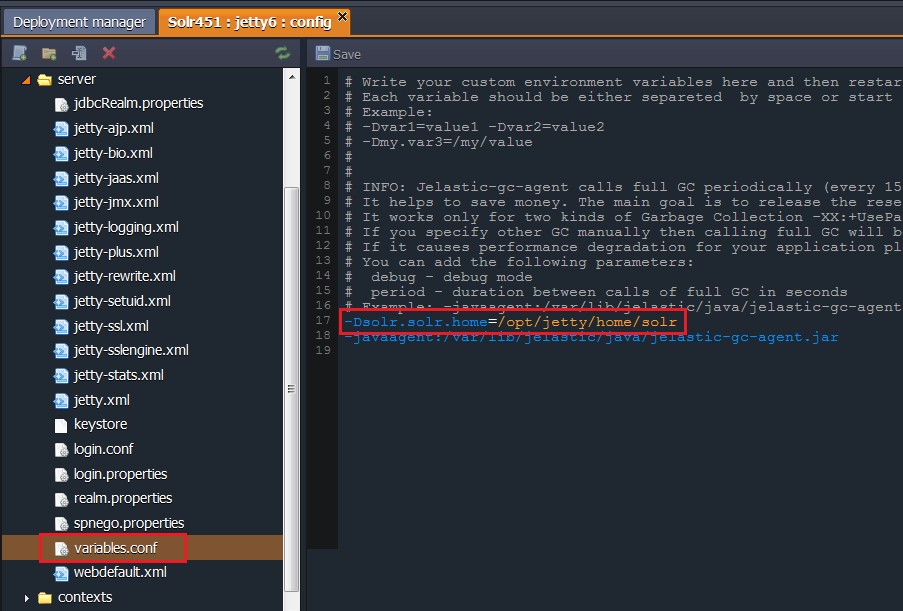 Deployment manager
Solr451 : jetty6 : config
Save
server
jdbcRealm.properties
jetty-ajp.xml
jetty-bio.xml
jetty-jaas.xml
jetty-jmx.xml
jetty-logging.xml
jetty-plus.xml
jetty-rewrite.xml
jetty-setuid.xml
jetty-ssl.xml
jetty-sslengine.xml
jetty-stats.xml
jetty.xml
keystore
login.conf
login.properties
realm.properties
spnego.properties
variables.conf
webdefault.xml
contexts
1 # Write your custom environment variables here and then restar
2 # Each variable should be either separeted  by space or start
3 # Example:
4 # -Dvar1=value1 -Dvar2=value2
5 # -Dmy.var3=/my/value
6 #
7 #
8 # INFO: Jelastic-gc-agent calls full GC periodically (every 15
9 # It helps to save money. The main goal is to release the rese
10 # It works only for two kinds of Garbage Collection -XX:+UsePa
11 # If you specify other GC manually then calling full GC will b
12 # If it causes performance degradation for your application pl
13 # You can add the following parameters:
14 #  debug - debug mode
15 #  period - duration between calls of full GC in seconds
16 # Example: -javaagent:/var/lib/jelastic/java/jelastic-gc-agent
17 -Dsolr.solr.home=/opt/jetty/home/solr
18 -javaagent:/var/lib/jelastic/java/jelastic-gc-agent.jar
19